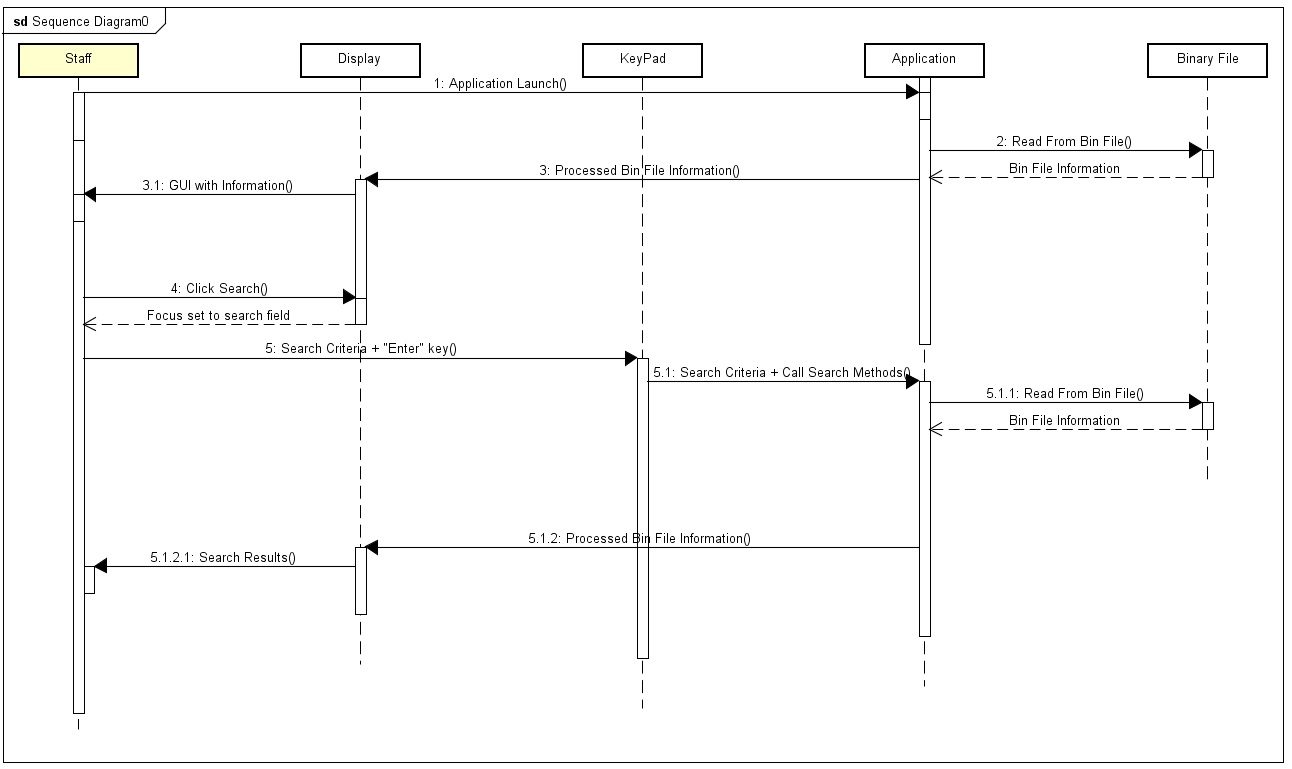 sd Sequence Diagram0
Staff
Display
KeyPad
Application
Binary File
1: Application Launch()
2: Read From Bin File()
Bin File Information
3: Processed Bin File Information()
3.1: GUI with Information()
4: Click Search()
Focus set to search field
5: Search Criteria + "Enter" key()
5.1: Search Criteria + Call Search Methods()
5.1.1: Read From Bin File()
Bin File Information
5.1.2: Processed Bin File Information()
5.1.2.1: Search Results()